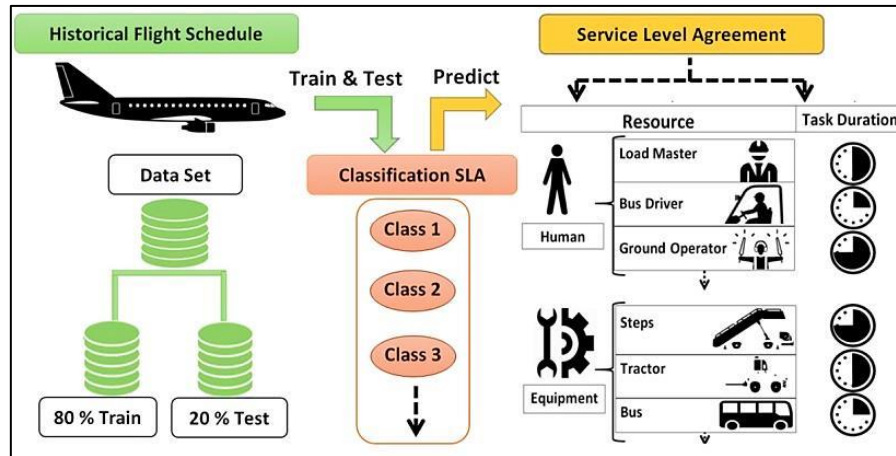 Historical Flight Schedule
Train & Test
Predict
Service Level Agreement
Data Set
80 % Train
20 % Test
Classification SLA
Class 1
Class 2
Class 3
Resource
Task Duration
Human
Load Master
Bus Driver
Ground Operator
Equipment
Steps
Tractor
Bus